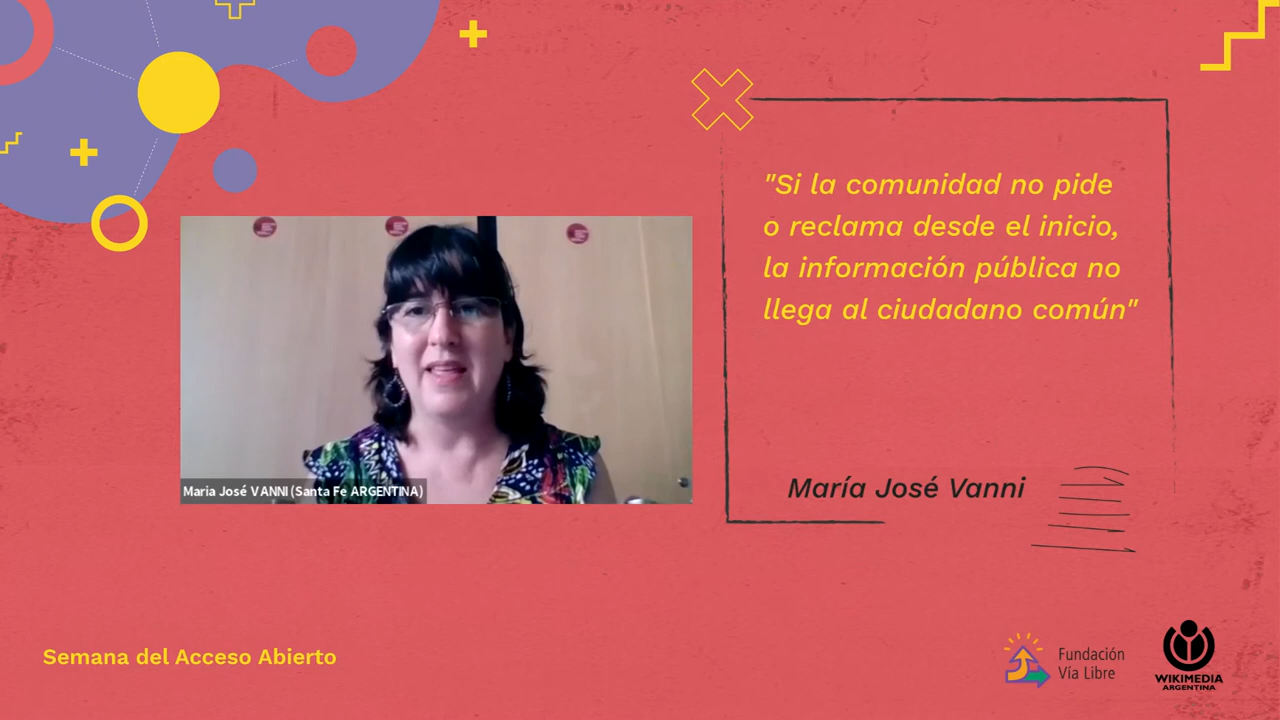 "Si la comunidad no pide
o reclama desde el inicio,
la información pública no
llega al ciudadano común"
María José Vanni
Maria José VANNI (Santa Fe ARGENTINA)
Semana del Acceso Abierto
Fundación
Vía Libre
WIKIMEDIA
ARGENTINA